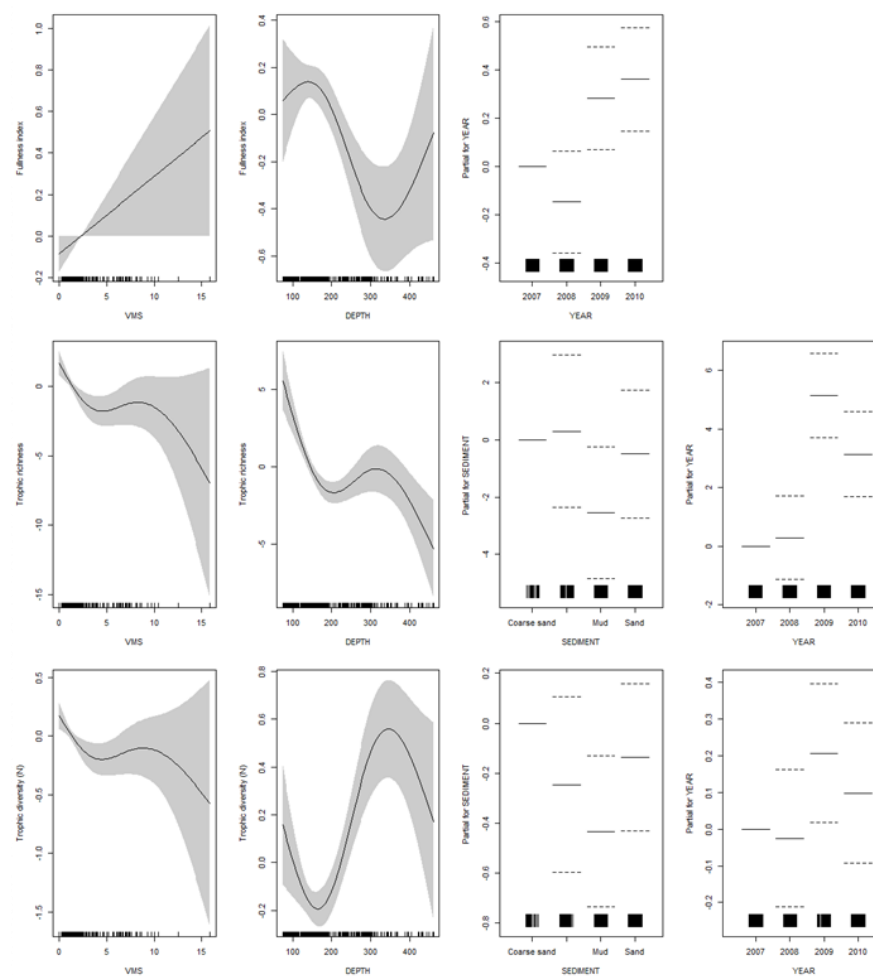 Fullness index
1.0
0.8
0.6
0.4
0.2
0.0
-0.2
0 5 10 15
VMS
Fullness index
0.4
0.2
0.0
-0.2
-0.4
-0.6
100 200 300 400
DEPTH
Partial for YEAR
0.6
0.4
0.2
0.0
-0.2
-0.4
2007 2008 2009 2010
YEAR
Trophic richness
0
-5
-10
-15
0 5 10 15
VMS
Trophic richness
5
0
-5
100 200 300 400
DEPTH
Partial for SEDIMENT
2
0
-2
-4
Coarse sand Mud Sand
SEDIMENT
Partial for YEAR
6
4
2
0
-2
2007 2008 2009 2010
YEAR
Trophic diversity (N)
0.5
0.0
-0.5
-1.0
-1.5
0 5 10 15
VMS
Trophic diversity (N)
0.8
0.6
0.4
0.2
0.0
-0.2
100 200 300 400
DEPTH
Partial for SEDIMENT
0.2
0.0
-0.2
-0.4
-0.6
-0.8
Coarse sand Mud Sand
SEDIMENT
Partial for YEAR
0.4
0.3
0.2
0.1
0.0
-0.1
-0.2
2007 2008 2009 2010
YEAR